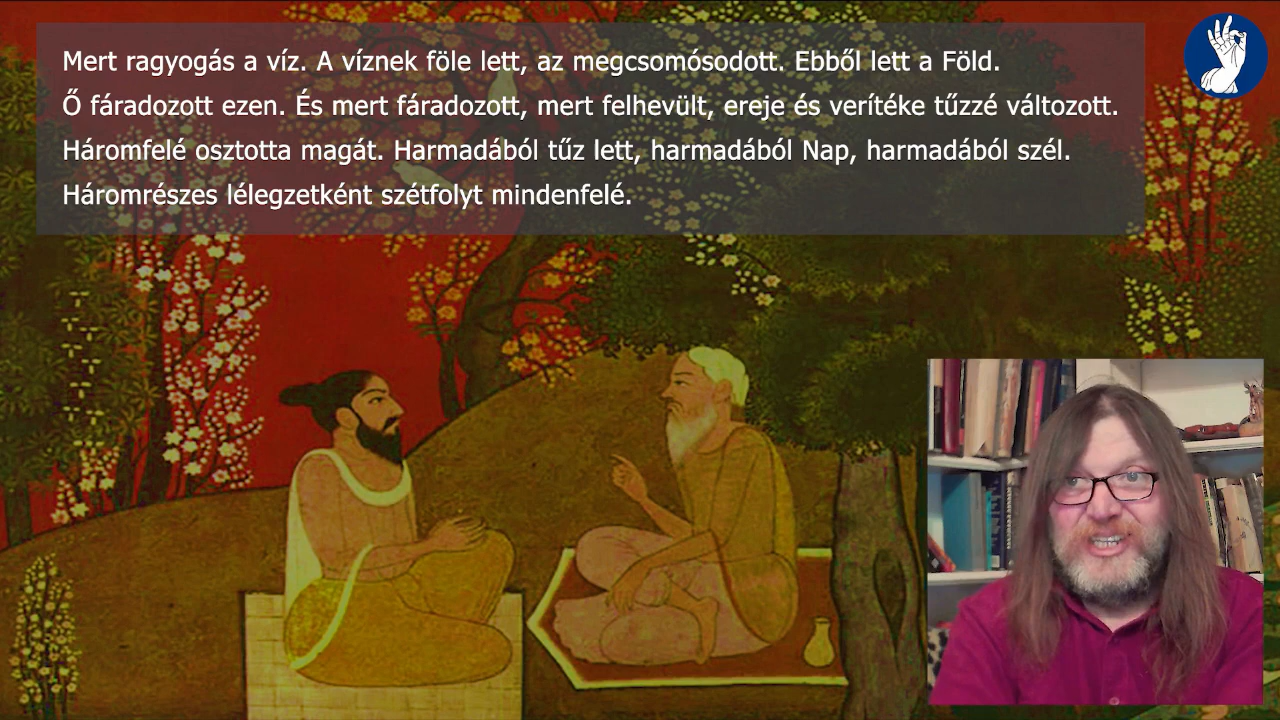 Mert ragyogás a víz. A víznek föle lett, az megcsomósodott. Ebből lett a Föld.
Ő fáradozott ezen. És mert fáradozott, mert felhevült, ereje és verítéke tűzzé változott.
Háromfelé osztotta magát. Harmadából tűz lett, harmadából Nap, harmadából szél.
Háromrészes lélegzetként szétfolyt mindenfelé.